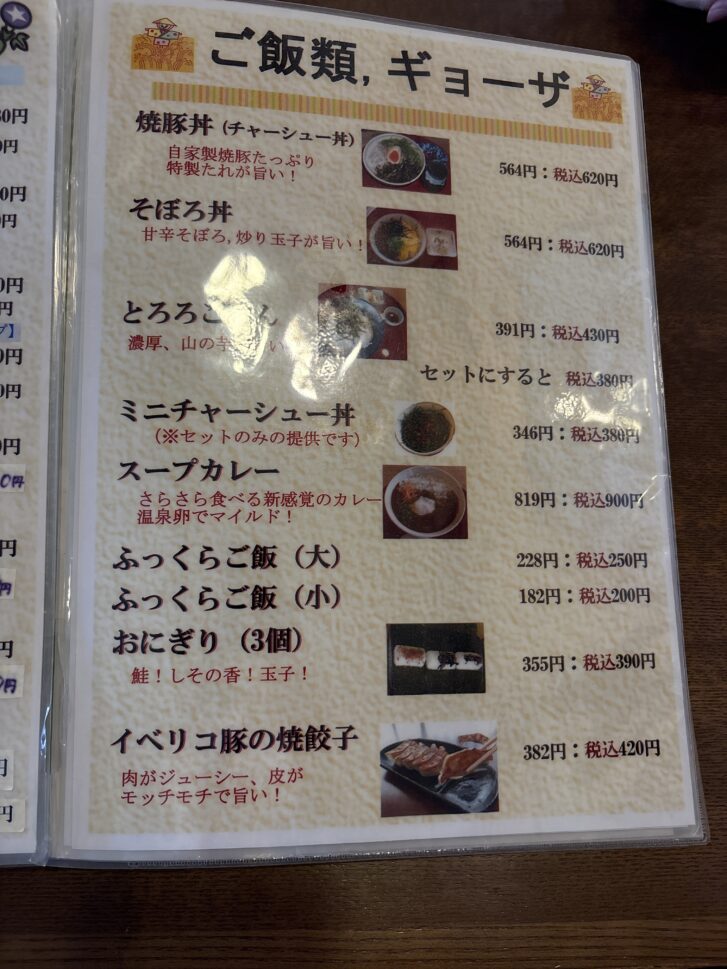 ご飯類, ギョーザ
焼豚丼 (チャーシュー丼)
自家製焼豚たっぷり
特製たれが旨い！
564円：税込620円
そぼろ丼
甘辛そぼろ, 炒り玉子が旨い！
564円：税込620円
とろろ
濃厚、山の芋
391円：税込430円
セットにすると 税込380円
ミニチャーシュー丼
(※セットのみの提供です)
346円：税込380円
スープカレー
さらさら食べる新感覚のカレー
温泉卵でマイルド！
819円：税込900円
ふっくらご飯（大）
228円：税込250円
ふっくらご飯（小）
182円：税込200円
おにぎり（3個）
鮭！しその香！玉子！
355円：税込390円
イベリコ豚の焼餃子
肉がジューシー、皮が
モッチモチで旨い！
382円：税込420円